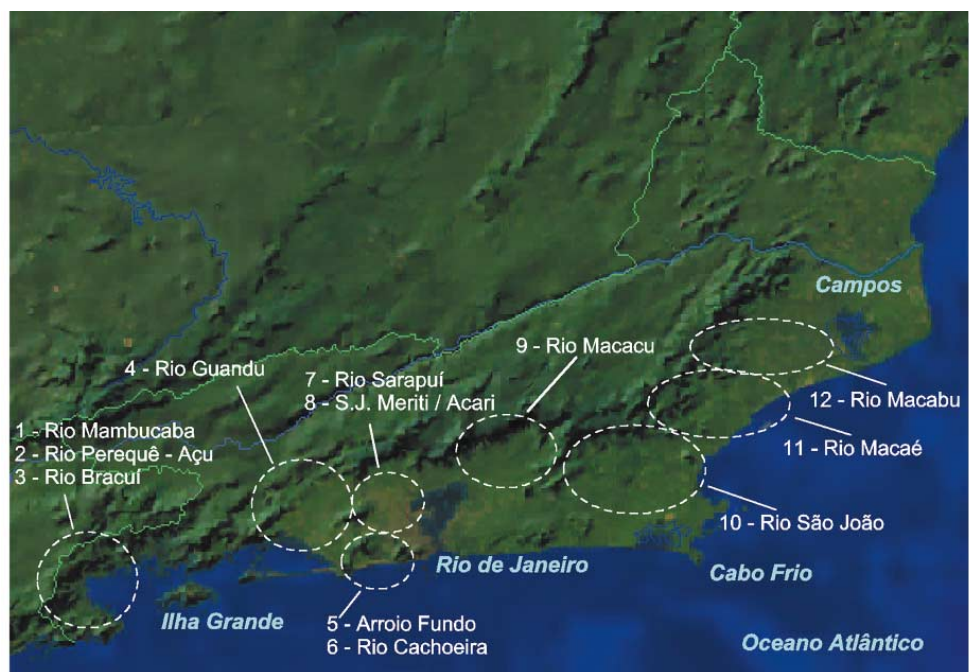 Campos
9 - Rio Macacu
4 - Rio Guandu
7 - Rio Sarapuí
8 - S.J. Meriti / Acari
12 - Rio Macabu
1 - Rio Mambucaba
2 - Rio Perequê - Açu
3 - Rio Bracuí
11 - Rio Macaé
10 - Rio São João
Rio de Janeiro
Cabo Frio
Ilha Grande
5 - Arroio Fundo
6 - Rio Cachoeira
Oceano Atlântico